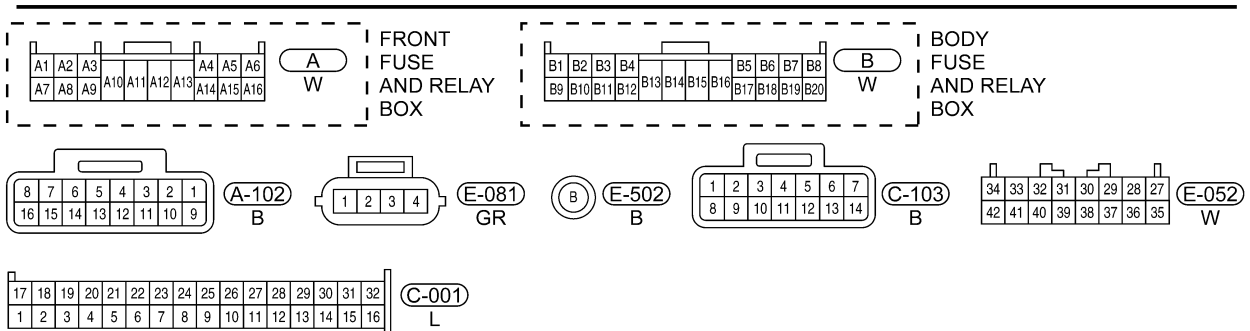 A1 A2 A3 A4 A5 A6
A7 A8 A9 A10 A11 A12 A13 A14 A15 A16
A
W
FRONT
FUSE
AND RELAY
BOX
B1 B2 B3 B4 B5 B6 B7 B8
B9 B10 B11 B12 B13 B14 B15 B16 B17 B18 B19 B20
B
W
BODY
FUSE
AND RELAY
BOX
8 7 6 5 4 3 2 1
16 15 14 13 12 11 10 9
A-102
B
1 2 3 4
E-081
GR
B
E-502
B
1 2 3 4 5 6 7
8 9 10 11 12 13 14
C-103
B
34 33 32 31 30 29 28 27
42 41 40 39 38 37 36 35
E-052
W
17 18 19 20 21 22 23 24 25 26 27 28 29 30 31 32
1 2 3 4 5 6 7 8 9 10 11 12 13 14 15 16
C-001
L